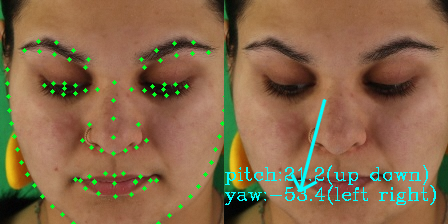 pitch:21.2(up down)
yaw:-53.4(left right)